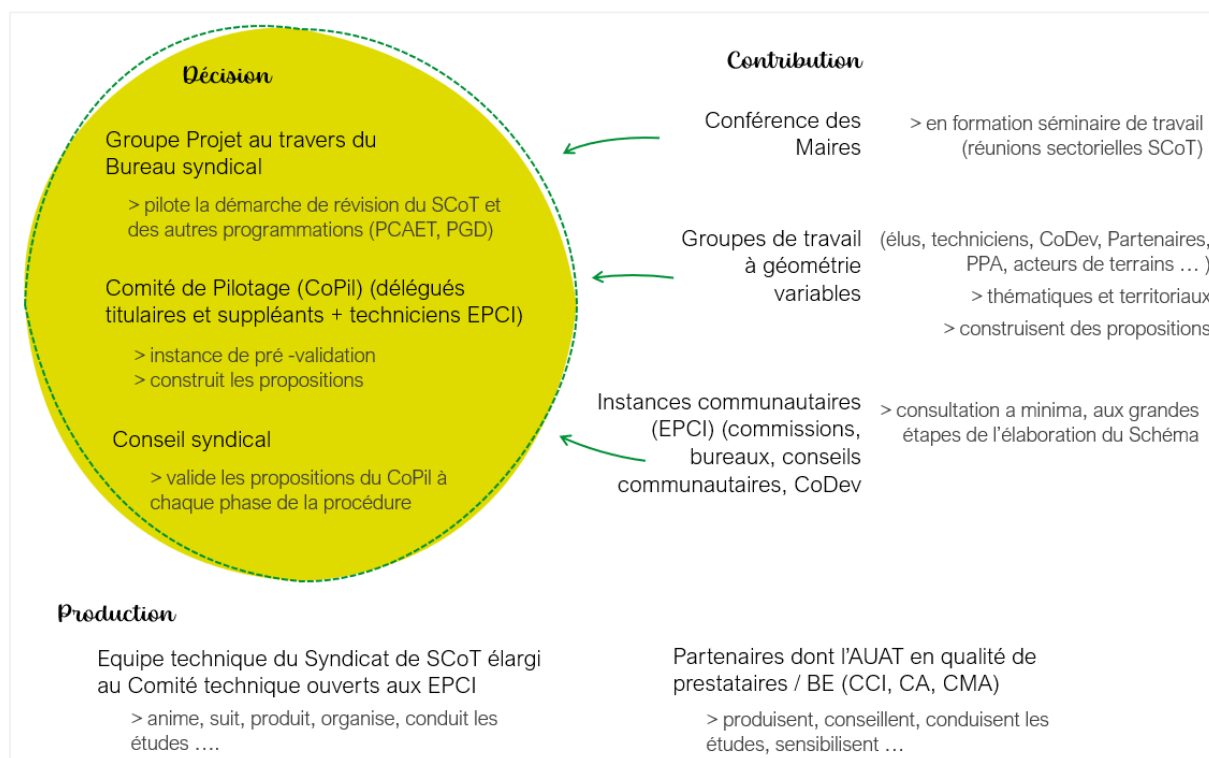 Décision
Groupe Projet au travers du
Bureau syndical
> pilote la démarche de révision du SCoT et
des autres programmations (PCAET, PGD)
Comité de Pilotage (CoPil) (délégués
titulaires et suppléants + techniciens EPCI)
> instance de pré -validation
> construit les propositions
Conseil syndical
> valide les propositions du CoPil à
chaque phase de la procédure
Contribution
Conférence des
Maires
> en formation séminaire de travail
(réunions sectorielles SCoT)
Groupes de travail
à géométrie
variables
(élus, techniciens, CoDev, Partenaires,
PPA, acteurs de terrains … )
> thématiques et territoriaux
> construisent des propositions
Instances communautaires
(EPCI) (commissions,
bureaux, conseils
communautaires, CoDev
> consultation a minima, aux grandes
étapes de l’élaboration du Schéma
Production
Equipe technique du Syndicat de SCoT élargi
au Comité technique ouverts aux EPCI
> anime, suit, produit, organise, conduit les
études ….
Partenaires dont l’AUAT en qualité de
prestataires / BE (CCI, CA, CMA)
> produisent, conseillent, conduisent les
études, sensibilisent …